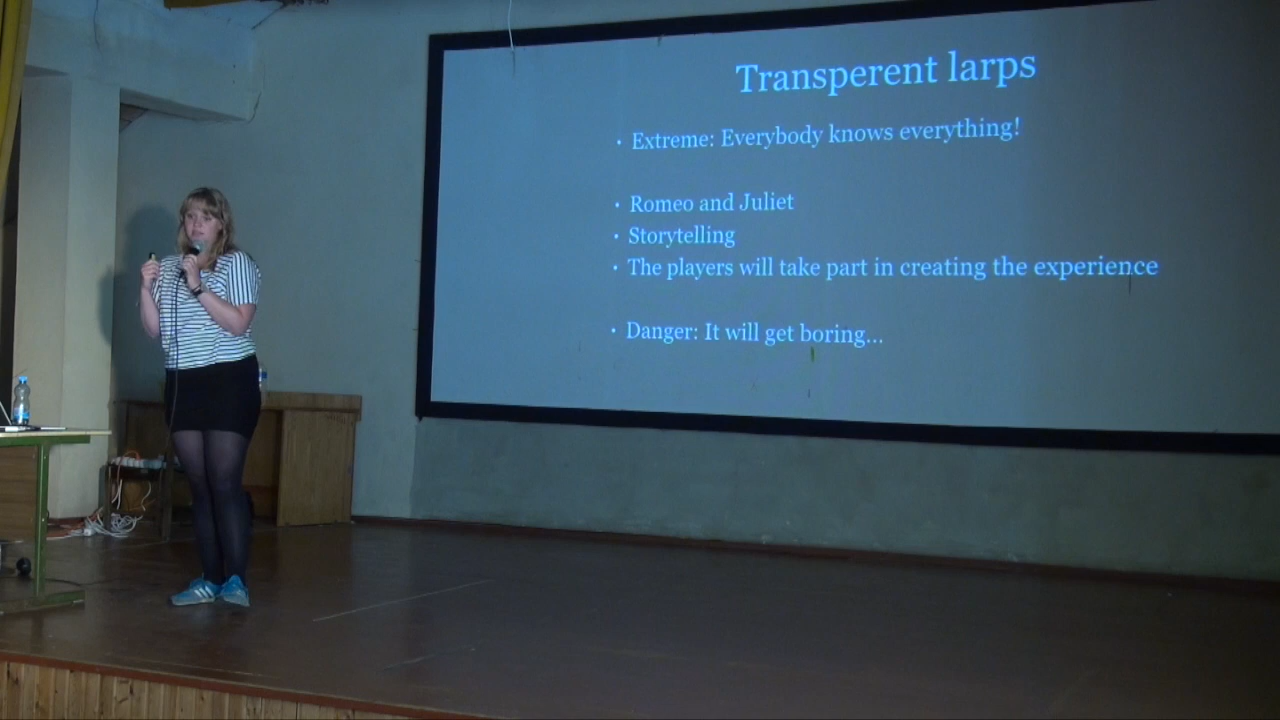 Transperent larps
• Extreme: Everybody knows everything!
• Romeo and Juliet
• Storytelling
• The players will take part in creating the experience
• Danger: It will get boring...